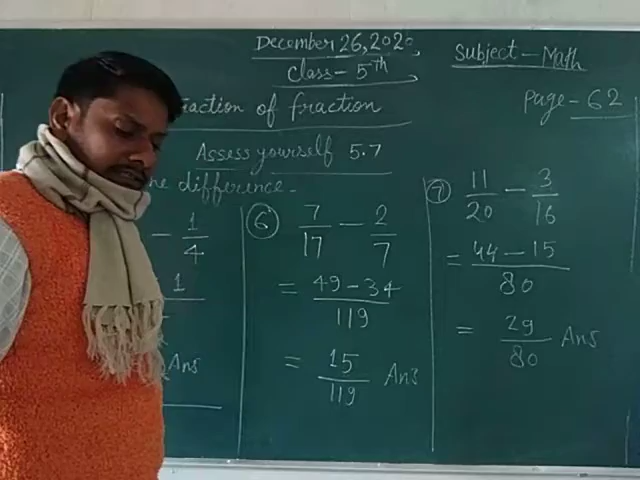 December 26, 2020
Subject - Math
Class - 5th
Page - 62
of fraction
Assess yourself 5.7
difference.
- 1/4
1
Ans
⑥ 7/17 - 2/7
= 49 - 34/119
= 15/119 Ans
⑦ 11/20 - 3/16
= 44 - 15/80
= 29/80 Ans